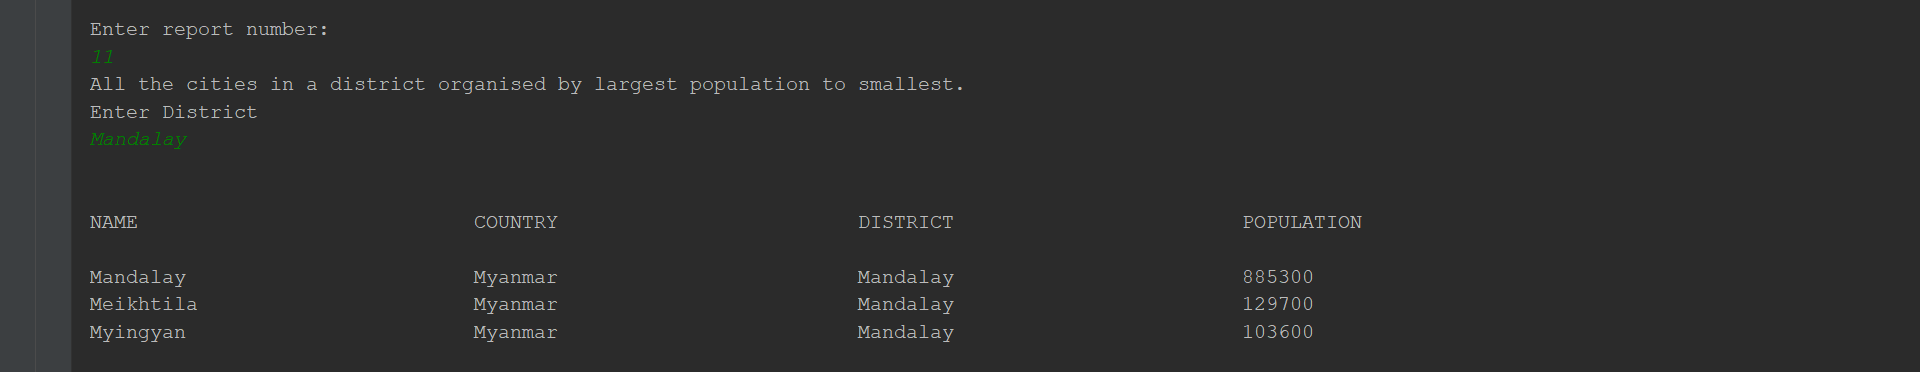 Enter report number:
11
All the cities in a district organised by largest population to smallest.
Enter District
Mandalay
NAME COUNTRY DISTRICT POPULATION
Mandalay Myanmar Mandalay 885300
Meikhtila Myanmar Mandalay 129700
Myingyan Myanmar Mandalay 103600